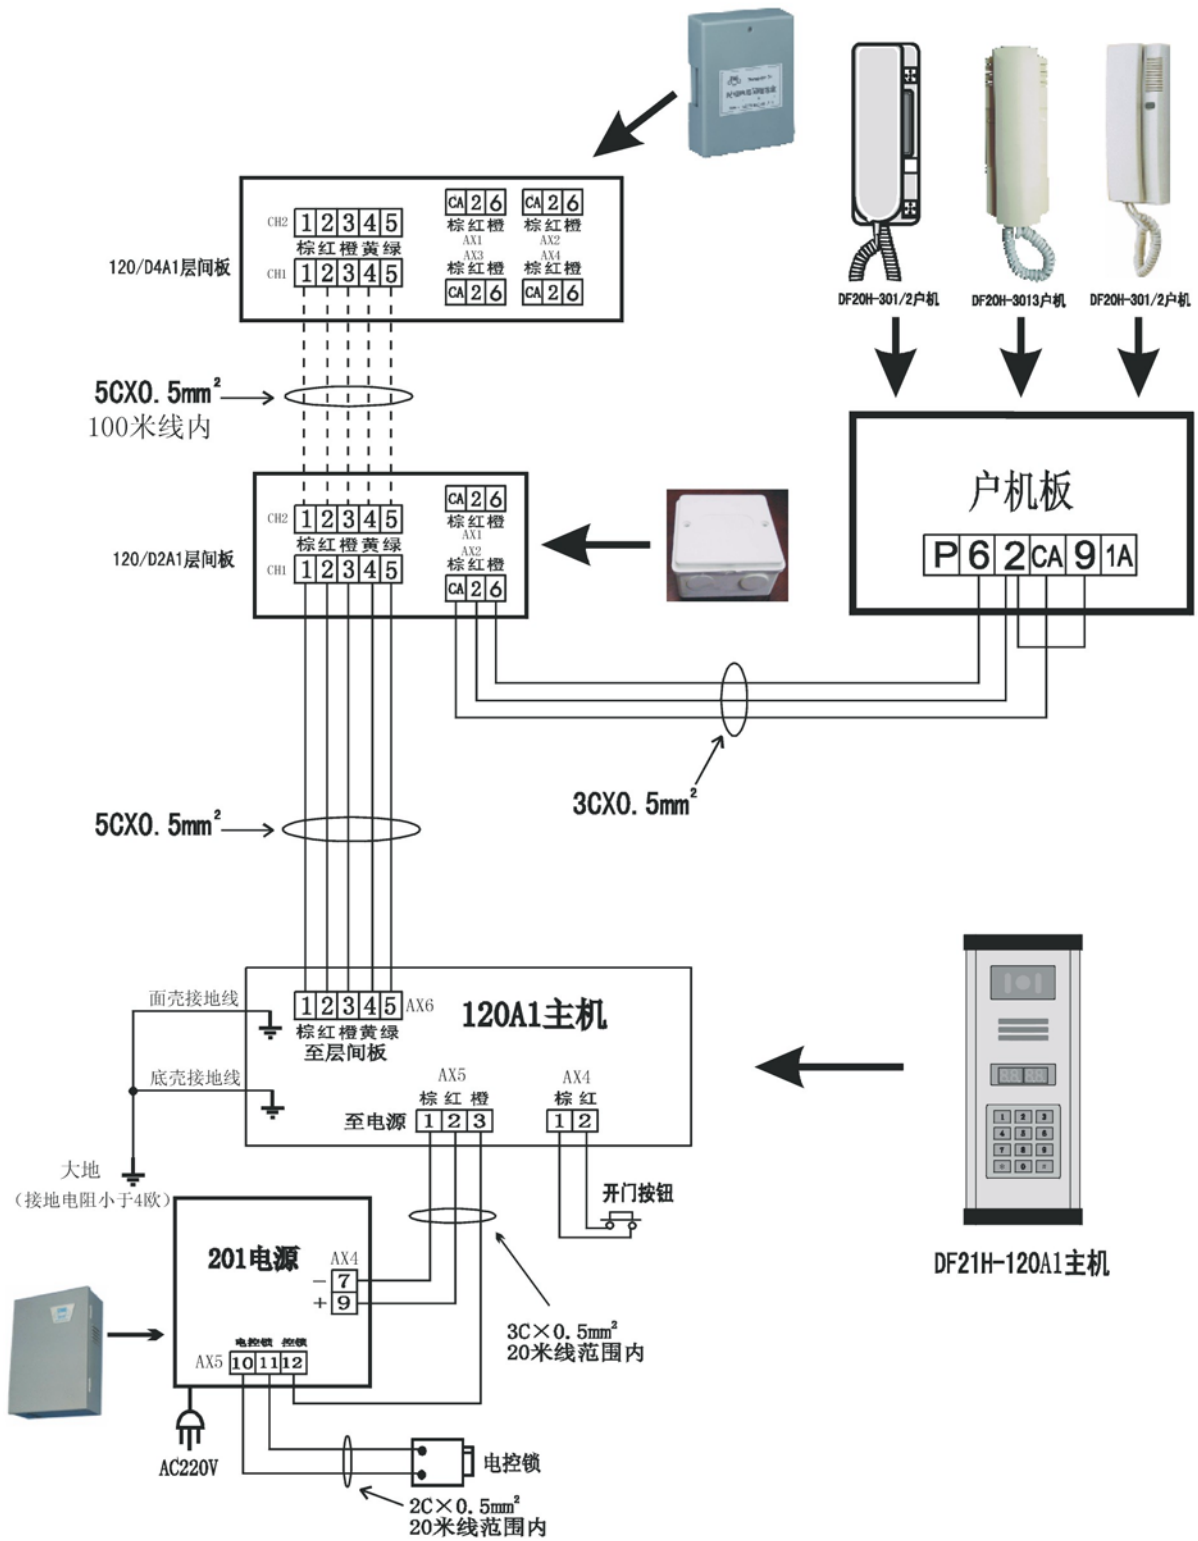 120/D4A1层间板
CH2 1 2 3 4 5
棕 红 橙 黄 绿
CH1 1 2 3 4 5
CA 2 6 CA 2 6
棕 红 橙 棕 红 橙
AX1 AX2
AX3 AX4
棕 红 橙 棕 红 橙
CA 2 6 CA 2 6
DF20H-301/2户机
DF20H-3013户机
DF20H-301/2户机
5CX0.5mm²
100米线内
120/D2A1层间板
CH2 1 2 3 4 5
棕 红 橙 黄 绿
CH1 1 2 3 4 5
CA 2 6
棕 红 橙
AX1
AX2
棕 红 橙
CA 2 6
户机板
P 6 2 CA 9 1A
3CX0.5mm²
5CX0.5mm²
面壳接地线
底壳接地线
大地
(接地电阻小于4欧)
1 2 3 4 5 AX6
棕 红 橙 黄 绿
至层间板
120A1主机
AX5
棕 红 橙
至电源 1 2 3
AX4
棕 红
1 2
开门按钮
1 2 3
4 5 6
7 8 9
* 0 #
DF21H-120A1主机
201电源
AX4
- 7
+ 9
电控锁 控锁
AX5 10 11 12
AC220V
3C×0.5mm²
20米线范围内
电控锁
2C×0.5mm²
20米线范围内